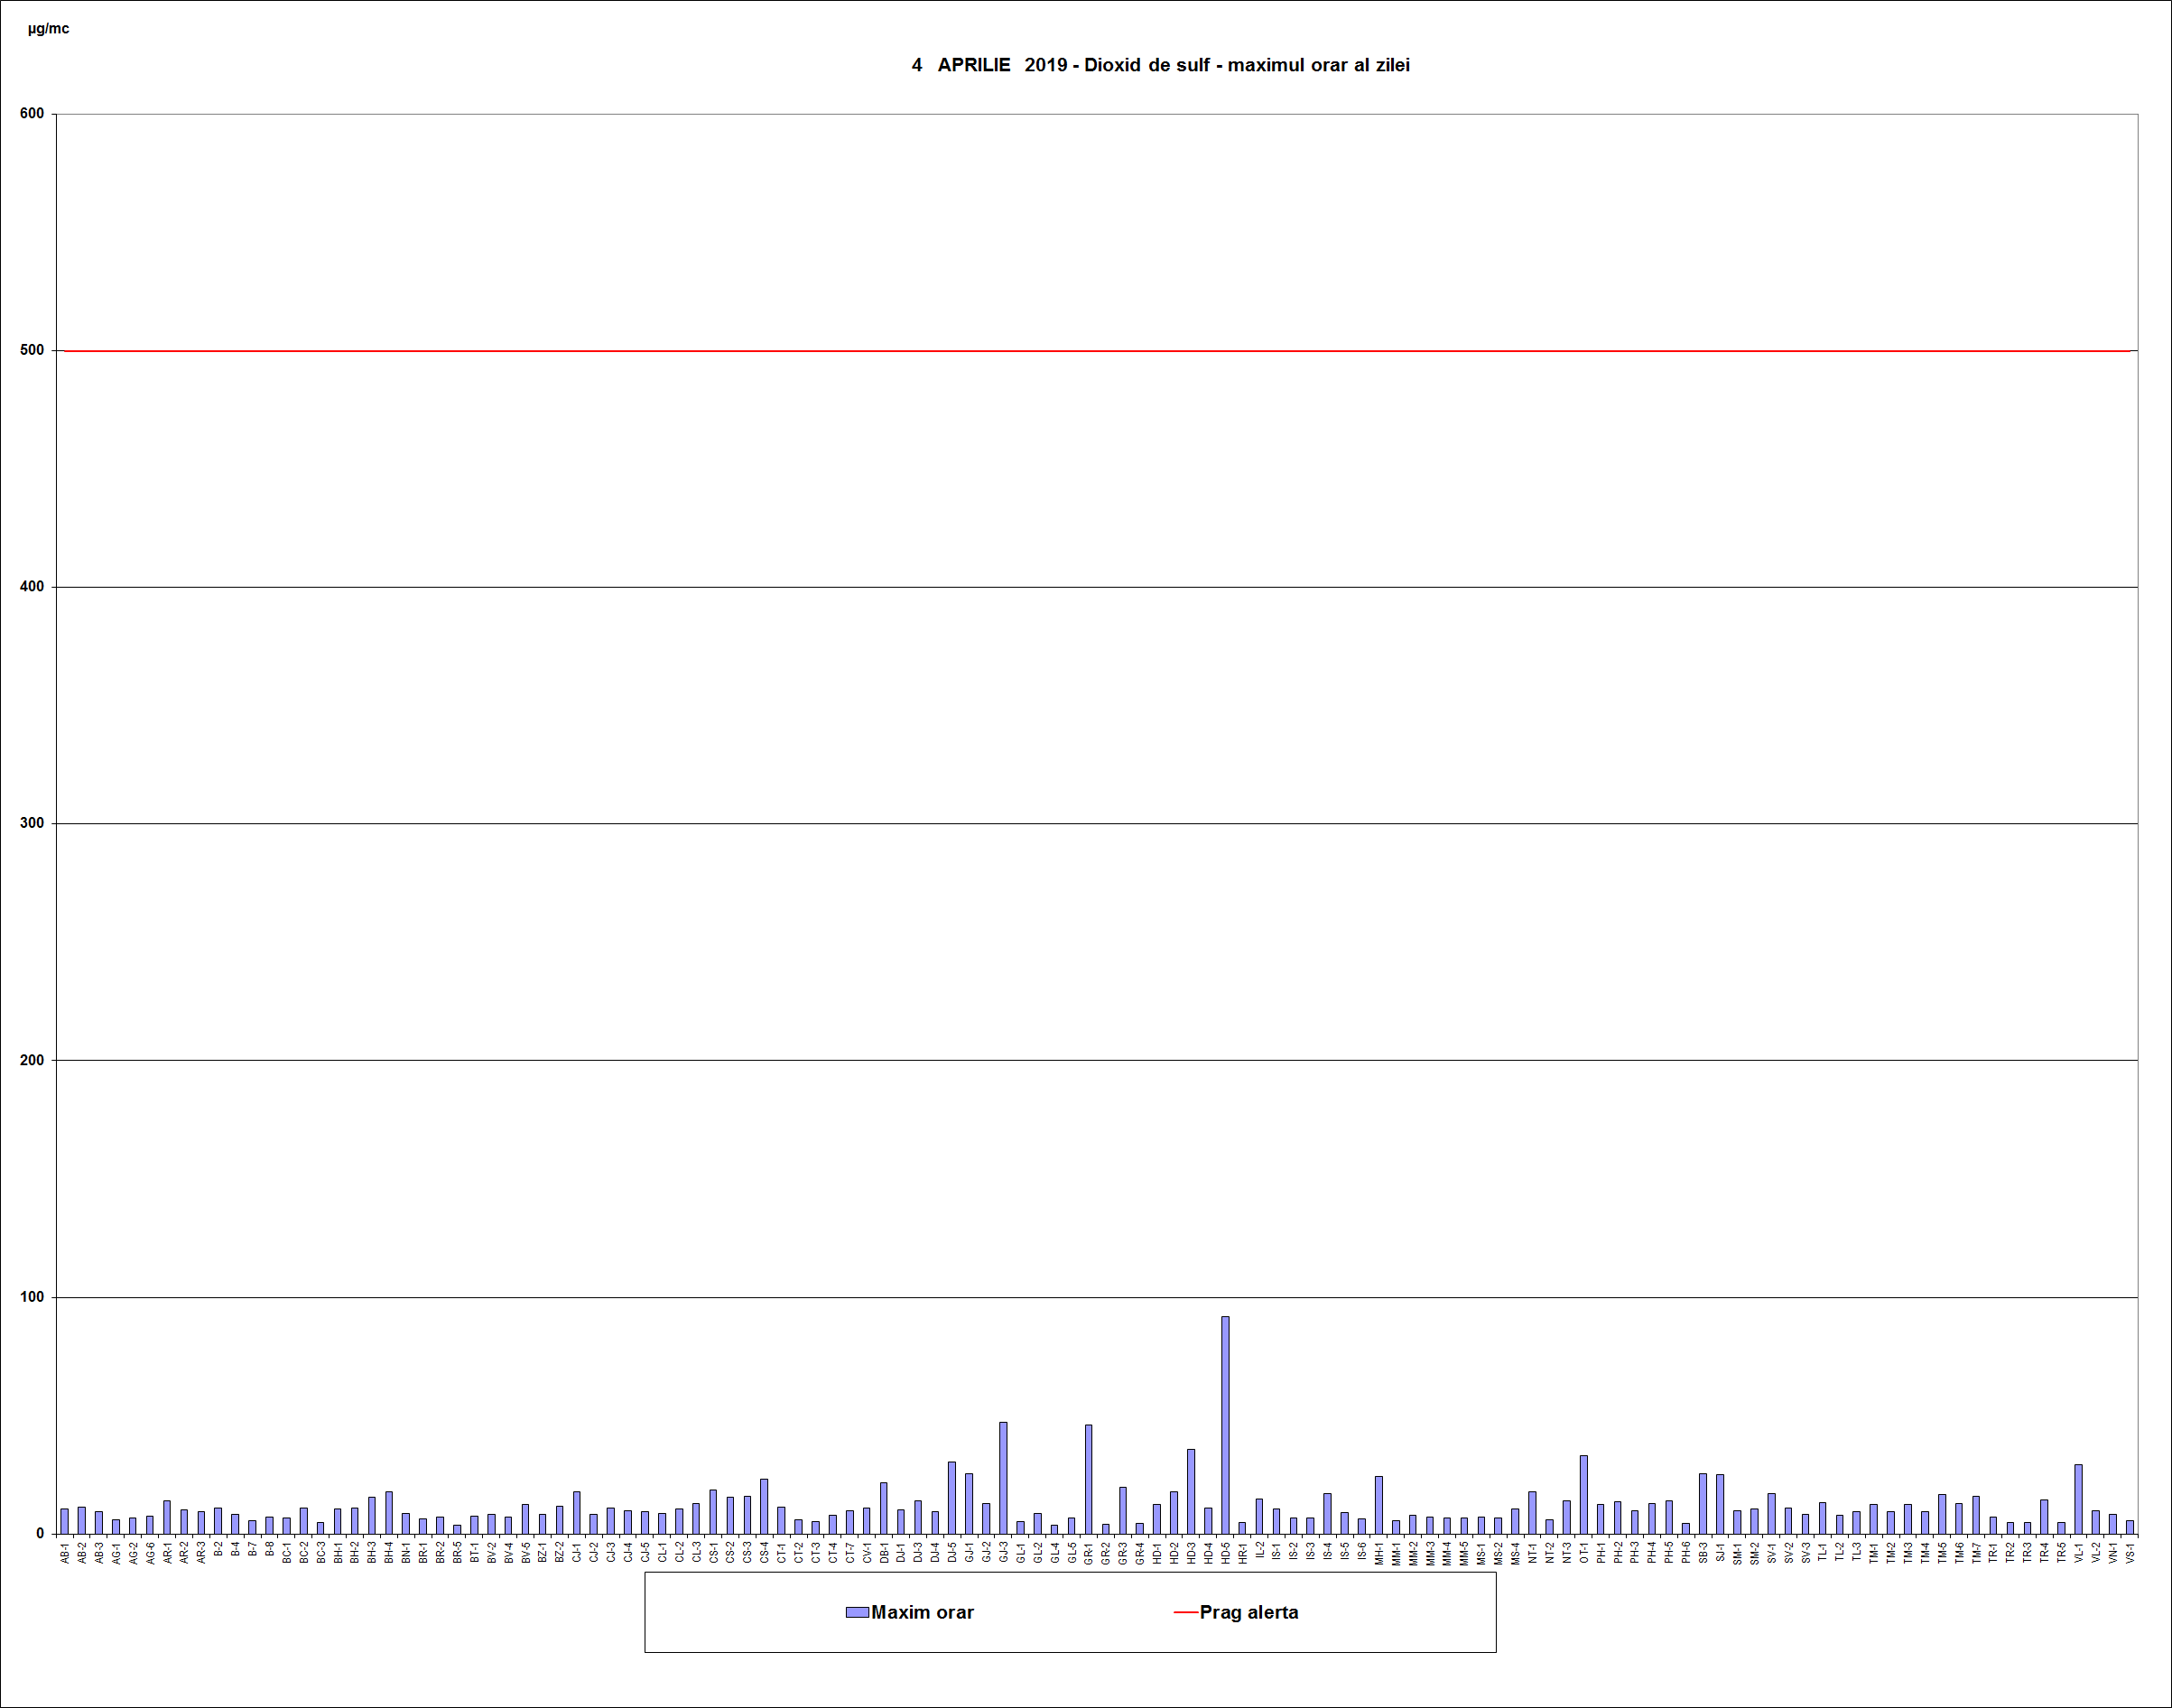 µg/mc
4 APRILIE 2019 - Dioxid de sulf - maximul orar al zilei
600
500
400
300
200
100
0
AB-1 AB-2 AB-3 AG-1 AG-2 AG-6 AR-1 AR-2 AR-3 B-2 B-4 B-7 B-8 BC-1 BC-2 BC-3 BH-1 BH-2 BH-3 BH-4 BN-1 BR-1 BR-2 BR-5 BT-1 BV-2 BV-4 BV-5 BZ-1 BZ-2 CJ-1 CJ-2 CJ-3 CJ-4 CJ-5 CL-1 CL-2 CL-3 CS-1 CS-2 CS-3 CS-4 CT-1 CT-2 CT-3 CT-4 CT-7 CV-1 DB-1 DJ-1 DJ-3 DJ-4 DJ-5 GJ-1 GJ-2 GJ-3 GL-1 GL-2 GL-4 GL-5 GR-1 GR-2 GR-3 GR-4 HD-1 HD-2 HD-3 HD-4 HD-5 HR-1 IL-2 IS-1 IS-2 IS-3 IS-4 IS-5 IS-6 MH-1 MM-1 MM-2 MM-3 MM-4 MM-5 MS-1 MS-2 MS-4 NT-1 NT-2 NT-3 OT-1 PH-1 PH-2 PH-3 PH-4 PH-5 PH-6 SB-3 SJ-1 SM-1 SM-2 SV-1 SV-2 SV-3 TL-1 TL-2 TL-3 TM-1 TM-2 TM-3 TM-4 TM-5 TM-6 TM-7 TR-1 TR-2 TR-3 TR-4 TR-5 VL-1 VL-2 VN-1 VS-1
Maxim orar Prag alerta